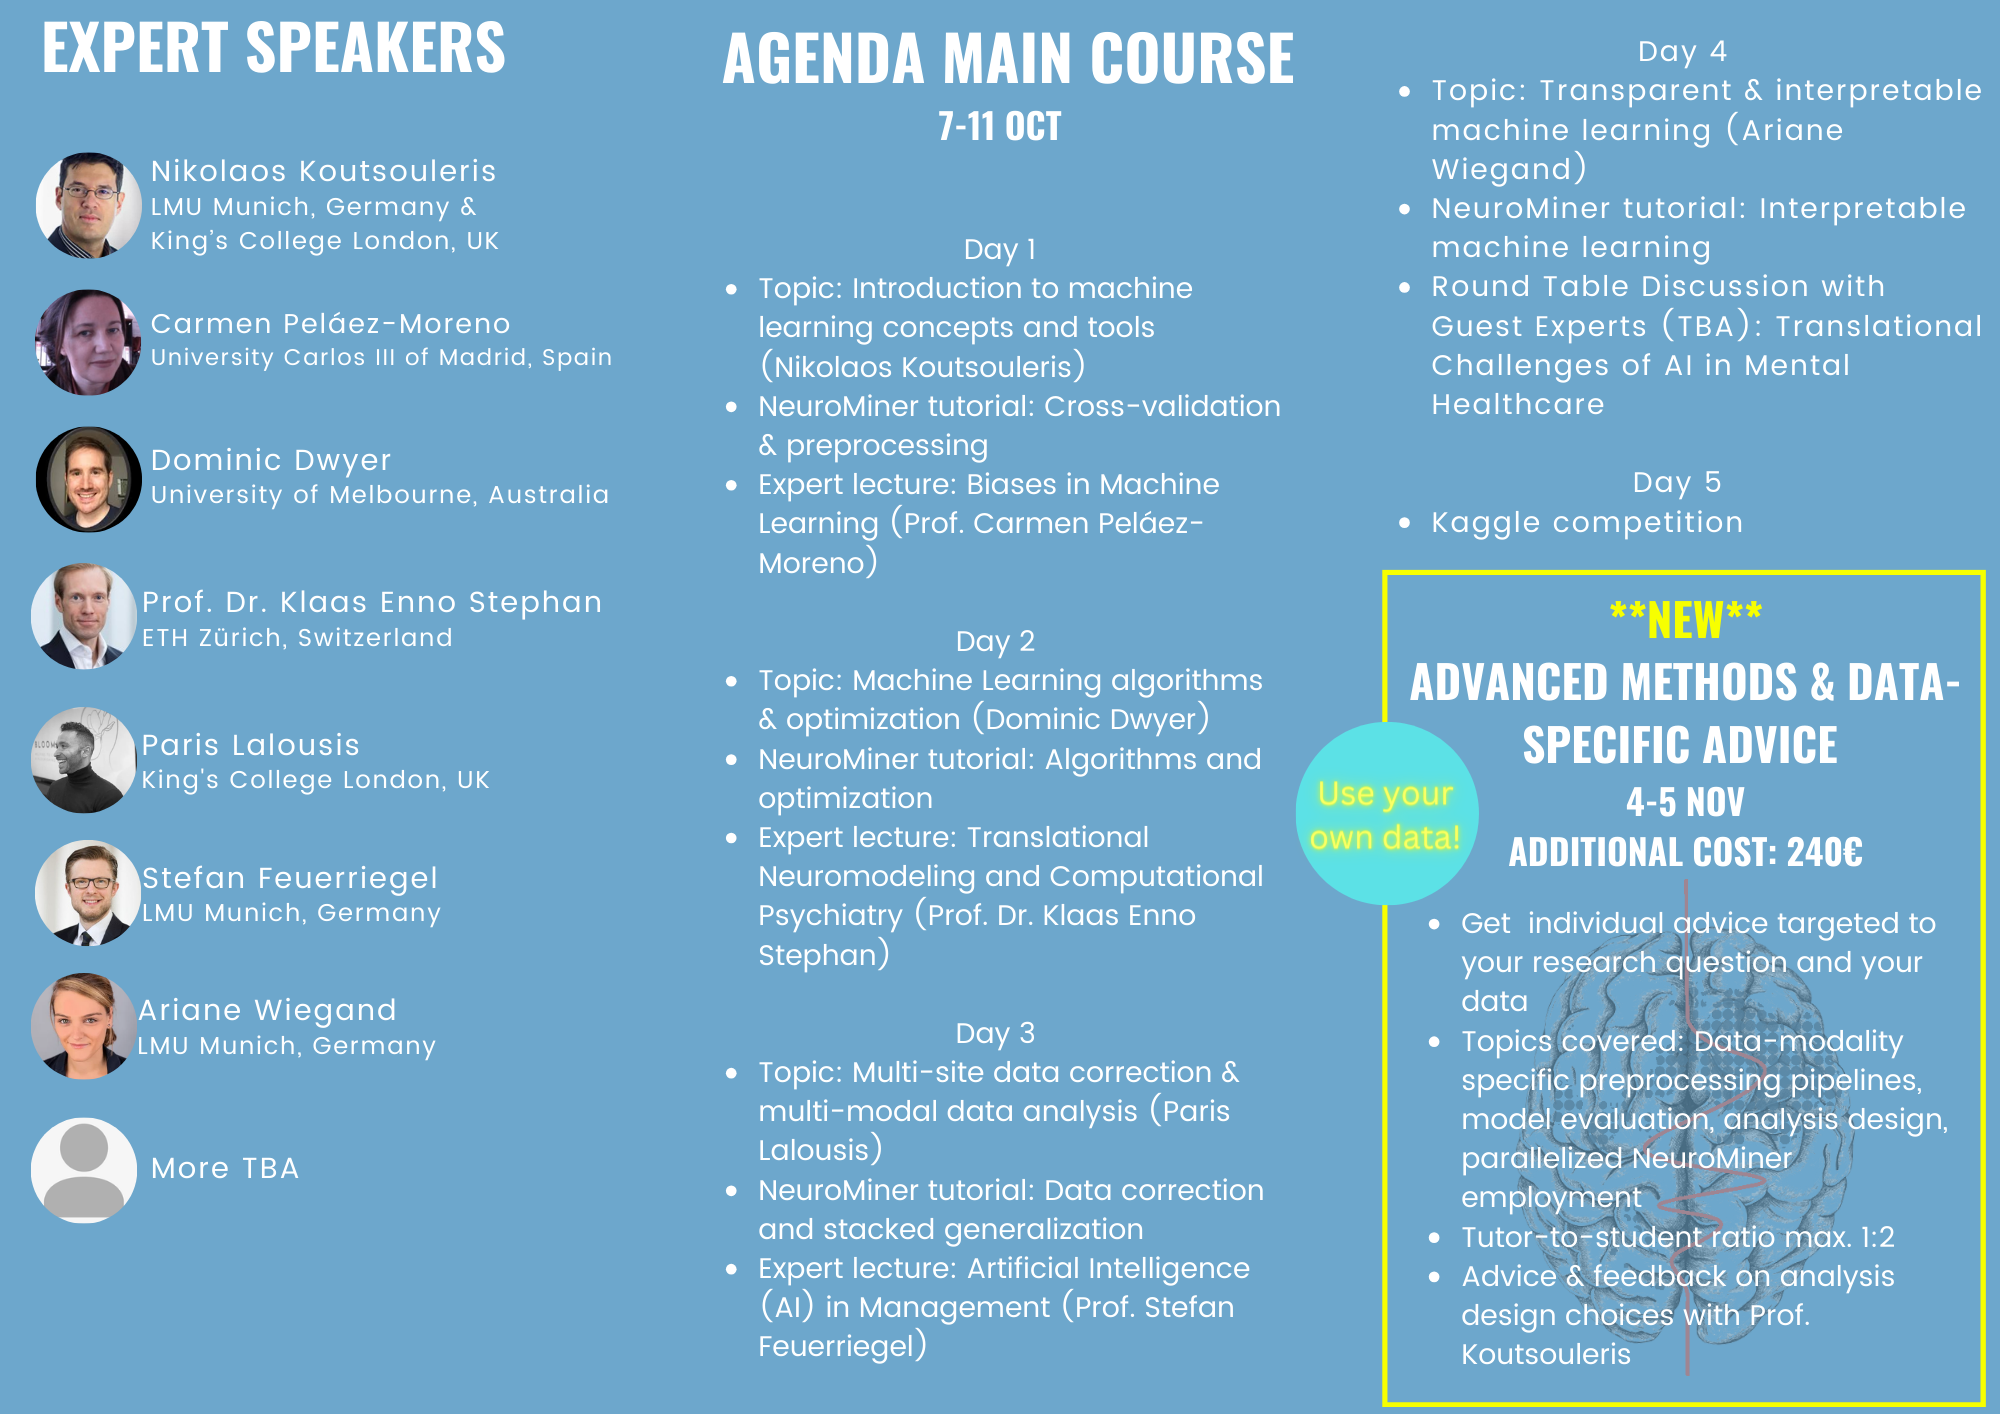 EXPERT SPEAKERS
Nikolaos Koutsouleris
LMU Munich, Germany &
King's College London, UK
Carmen Peláez-Moreno
University Carlos III of Madrid, Spain
Dominic Dwyer
University of Melbourne, Australia
Prof. Dr. Klaas Enno Stephan
ETH Zürich, Switzerland
Paris Lalousis
King's College London, UK
Stefan Feuerriegel
LMU Munich, Germany
Ariane Wiegand
LMU Munich, Germany
More TBA
AGENDA MAIN COURSE
7-11 OCT
Day 1
• Topic: Introduction to machine
learning concepts and tools
(Nikolaos Koutsouleris)
• NeuroMiner tutorial: Cross-validation
& preprocessing
• Expert lecture: Biases in Machine
Learning (Prof. Carmen Peláez-
Moreno)
Day 2
• Topic: Machine Learning algorithms
& optimization (Dominic Dwyer)
• NeuroMiner tutorial: Algorithms and
optimization
• Expert lecture: Translational
Neuromodeling and Computational
Psychiatry (Prof. Dr. Klaas Enno
Stephan)
Day 3
• Topic: Multi-site data correction &
multi-modal data analysis (Paris
Lalousis)
• NeuroMiner tutorial: Data correction
and stacked generalization
• Expert lecture: Artificial Intelligence
(AI) in Management (Prof. Stefan
Feuerriegel)
Day 4
• Topic: Transparent & interpretable
machine learning (Ariane
Wiegand)
• NeuroMiner tutorial: Interpretable
machine learning
• Round Table Discussion with
Guest Experts (TBA): Translational
Challenges of AI in Mental
Healthcare
Day 5
• Kaggle competition
**NEW**
ADVANCED METHODS & DATA-
SPECIFIC ADVICE
4-5 NOV
ADDITIONAL COST: 240€
Use your
own data!
• Get  individual advice targeted to
your research question and your
data
• Topics covered: Data-modality
specific preprocessing pipelines,
model evaluation, analysis design,
parallelized NeuroMiner
employment
• Tutor-to-student ratio max. 1:2
• Advice & feedback on analysis
design choices with Prof.
Koutsouleris